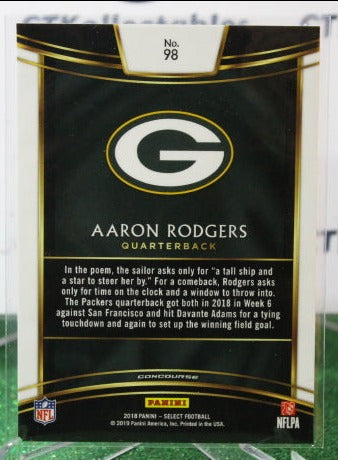 No.
98
G
AARON RODGERS
QUARTERBACK
In the poem, the sailor asks only for "a tall ship and
a star to steer her by." For a comeback, Rodgers asks
only for time on the clock and a window to throw into.
The Packers quarterback got both in 2018 in Week 6
against San Francisco and hit Davante Adams for a tying
touchdown and again to set up the winning field goal.
CONCOURSE
PANINI
NFL
2018 PANINI – SELECT FOOTBALL
© 2019 Panini America, Inc. Printed in the USA.
NFLPA